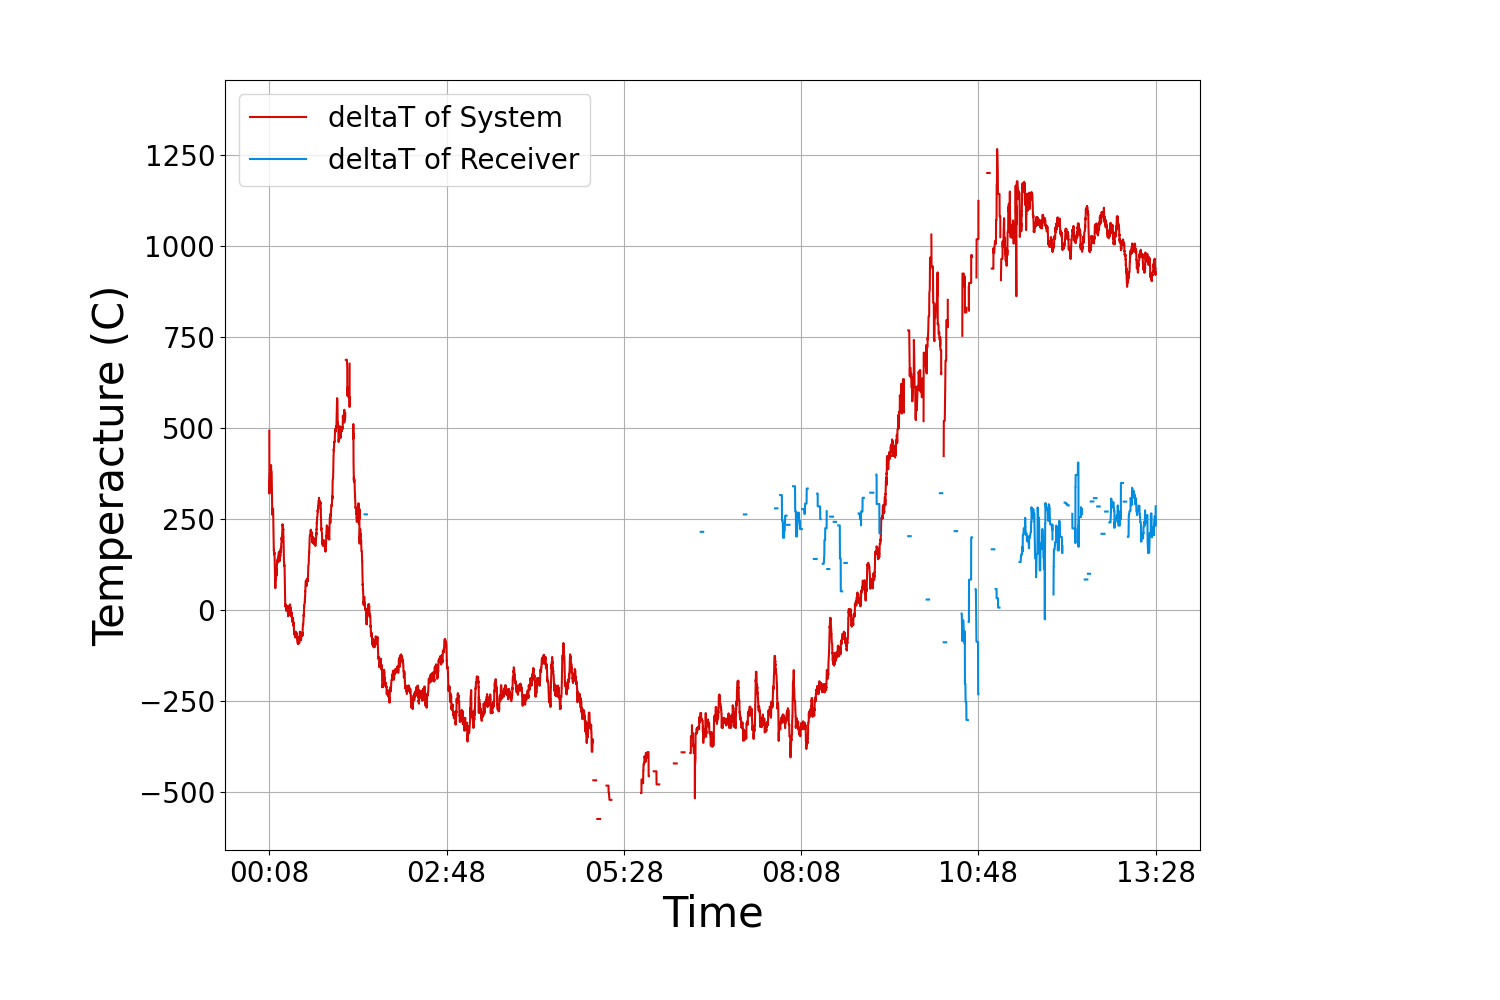 deltaT of System
deltaT of Receiver
1250
1000
750
500
250
0
−250
−500
Temperacture (C)
00:08 02:48 05:28 08:08 10:48 13:28
Time